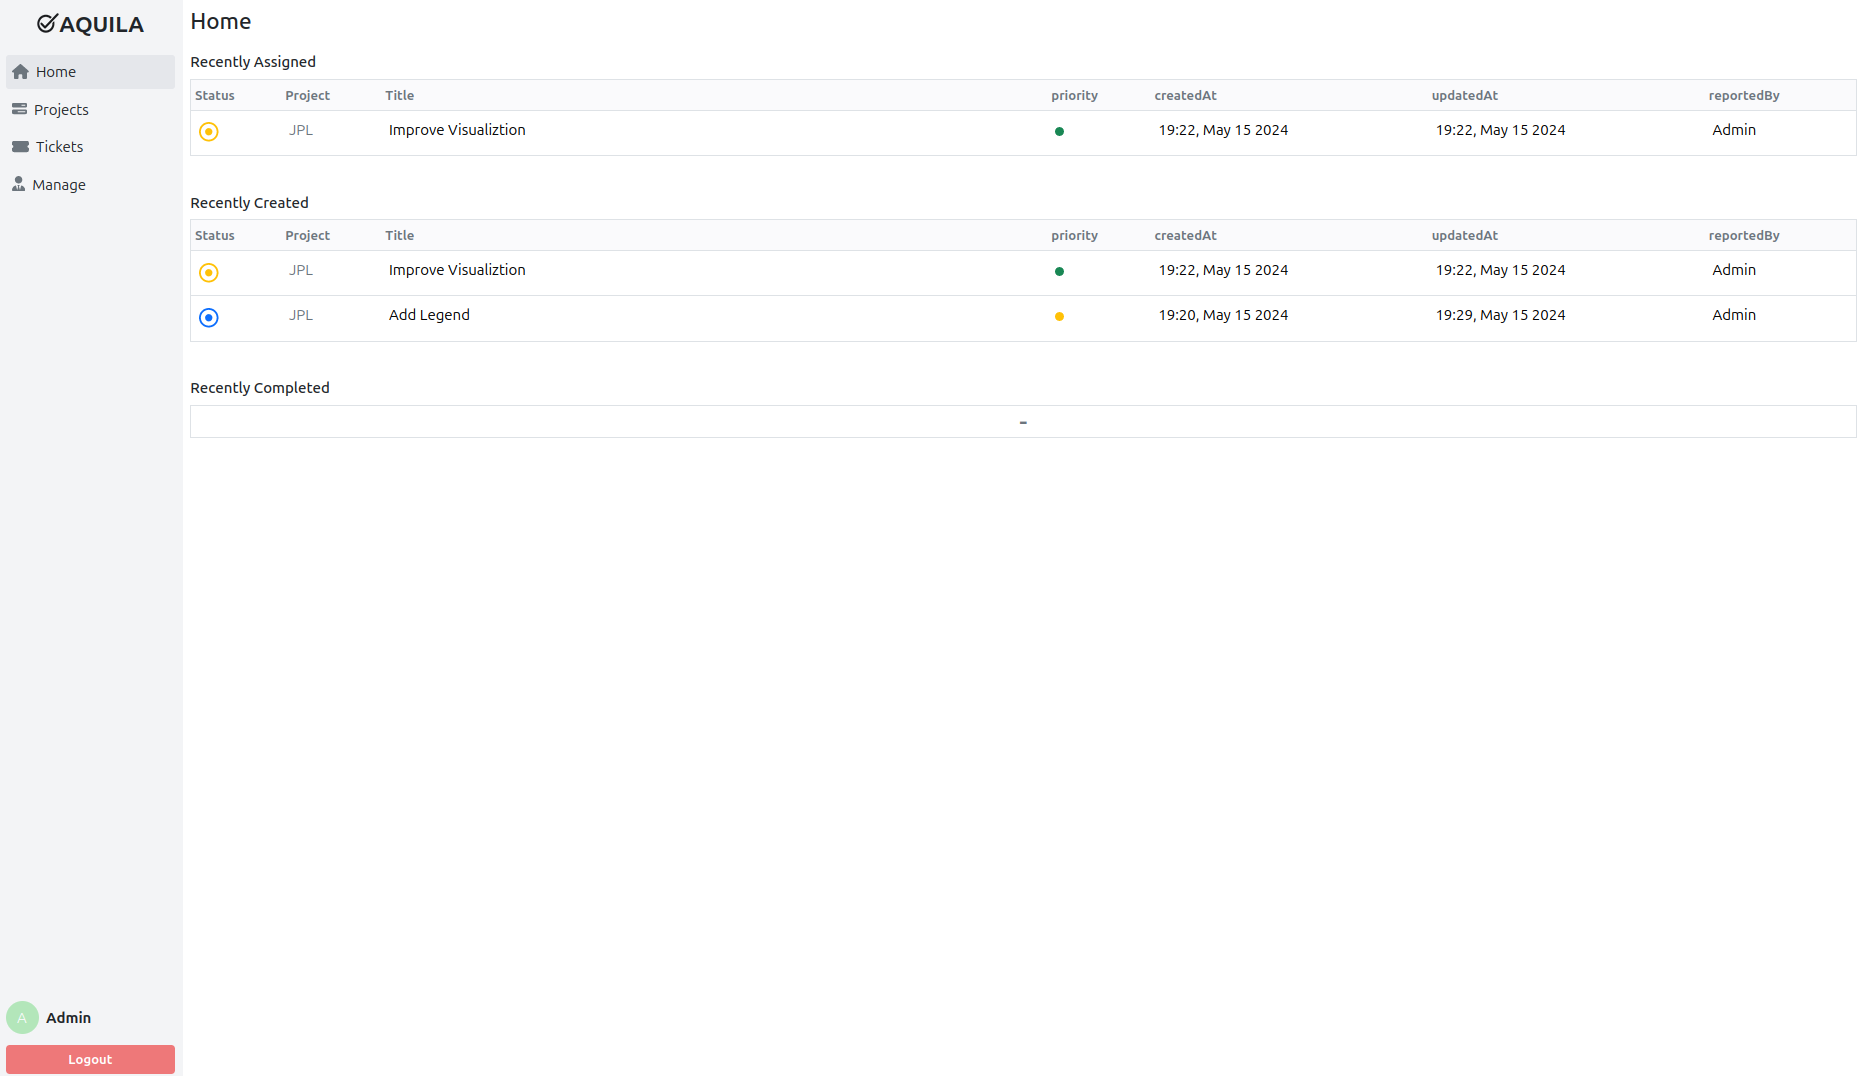 AQUILA
Home
Projects
Tickets
Manage
Home
Recently Assigned
Status Project Title priority createdAt updatedAt reportedBy
JPL Improve Visualiztion 19:22, May 15 2024 19:22, May 15 2024 Admin
Recently Created
Status Project Title priority createdAt updatedAt reportedBy
JPL Improve Visualiztion 19:22, May 15 2024 19:22, May 15 2024 Admin
JPL Add Legend 19:20, May 15 2024 19:29, May 15 2024 Admin
Recently Completed
-
A Admin
Logout